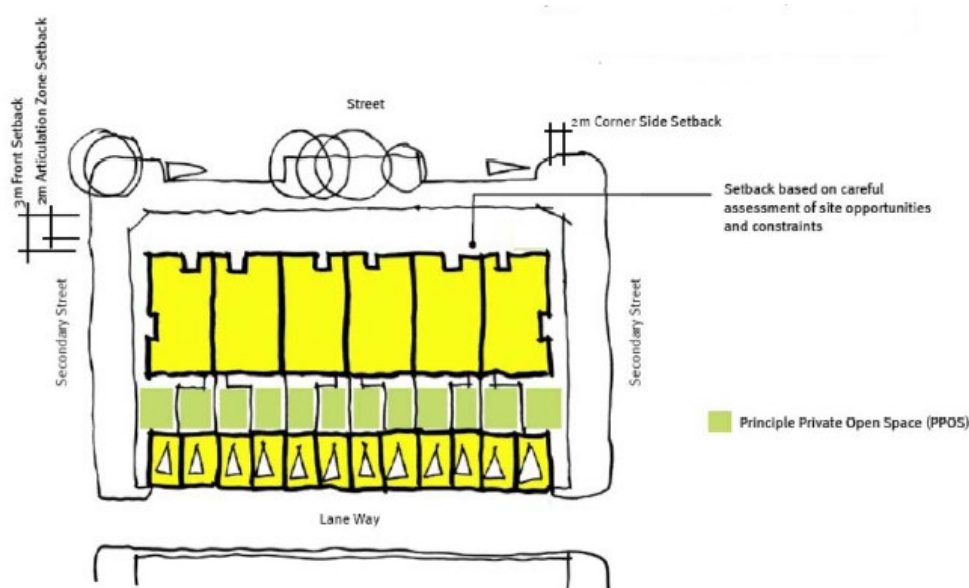 3m Front Setback
2m Articulation Zone Setback
Street
2m Corner Side Setback
Setback based on careful
assessment of site opportunities
and constraints
Secondary Street
Secondary Street
Principle Private Open Space (PPOS)
Lane Way